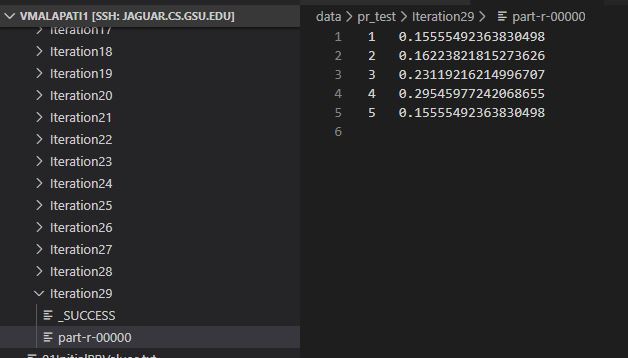 VMALAPATI1 [SSH: JAGUAR.CS.GSU.EDU]
Iteration17
Iteration18
Iteration19
Iteration20
Iteration21
Iteration22
Iteration23
Iteration24
Iteration25
Iteration26
Iteration27
Iteration28
Iteration29
_SUCCESS
part-r-00000
01InitialPRValues.txt
data > pr_test > Iteration29 > part-r-00000
1 1 0.15555492363830498
2 2 0.16223821815273626
3 3 0.23119216214996707
4 4 0.29545977242068655
5 5 0.15555492363830498
6